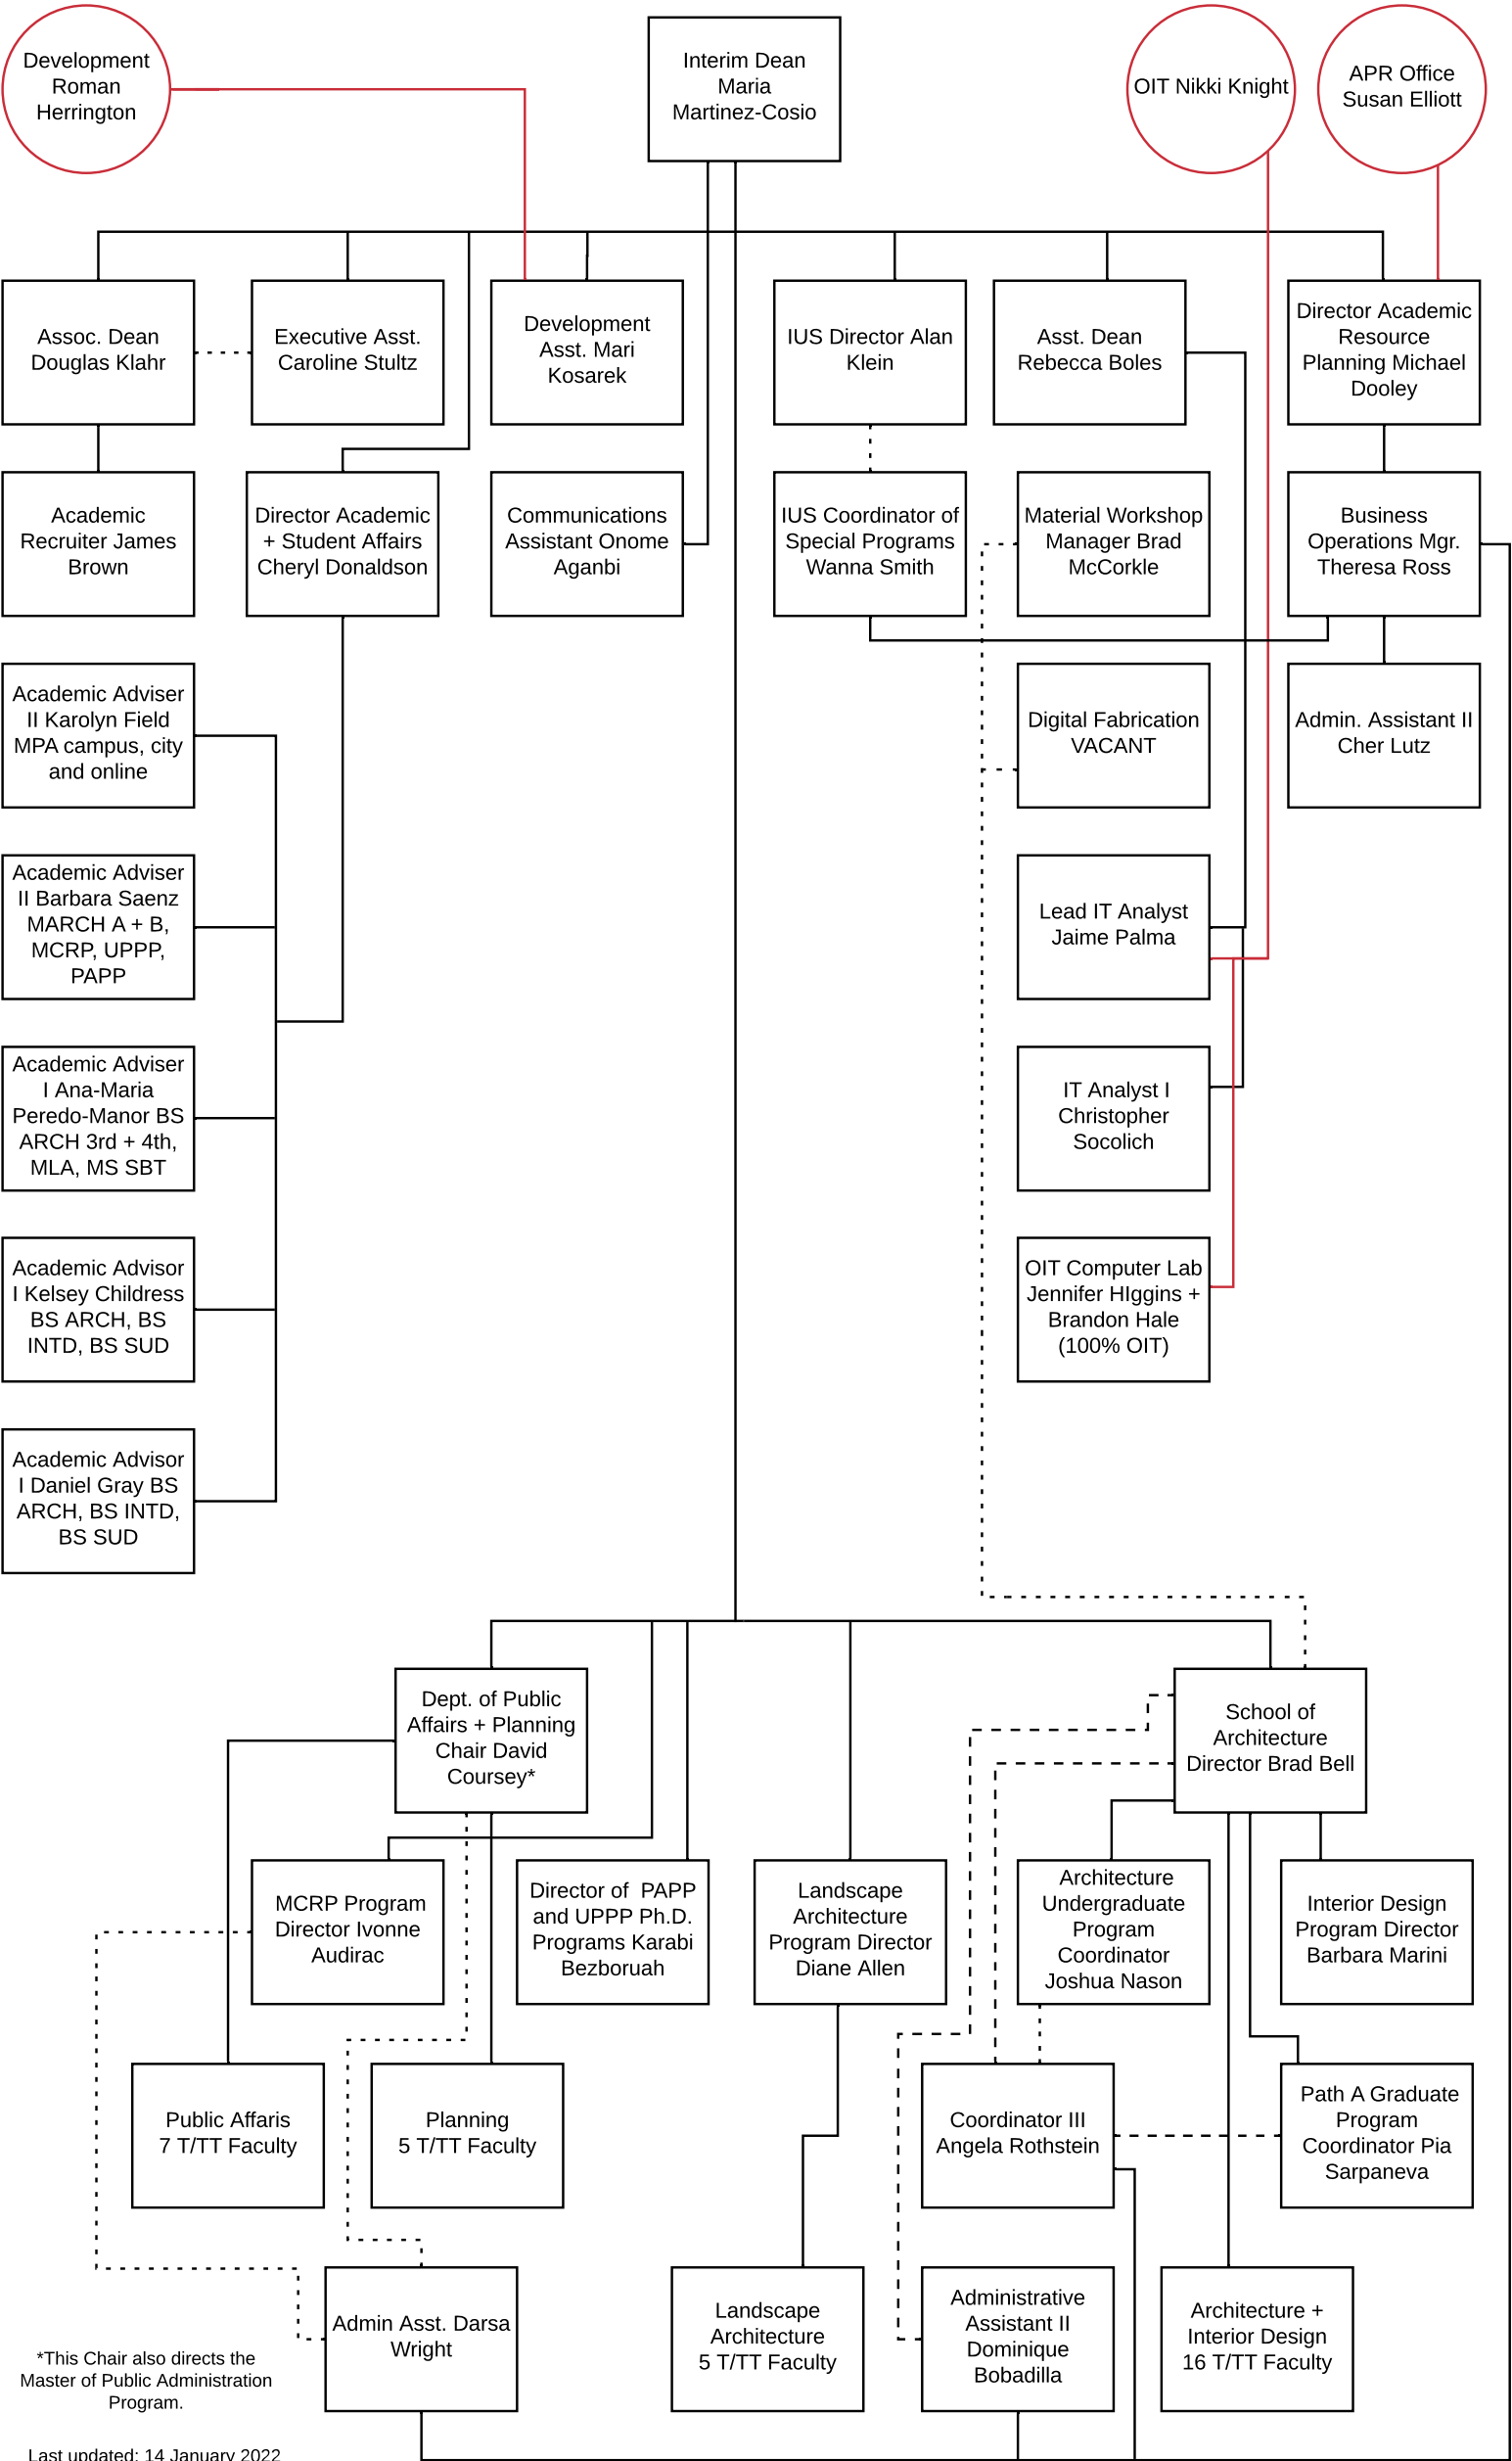 Development
Roman
Herrington
Interim Dean
Maria
Martinez-Cosio
OIT Nikki Knight
APR Office
Susan Elliott
Assoc. Dean
Douglas Klahr
Executive Asst.
Caroline Stultz
Development
Asst. Mari
Kosarek
IUS Director Alan
Klein
Asst. Dean
Rebecca Boles
Director Academic
Resource
Planning Michael
Dooley
Academic
Recruiter James
Brown
Director Academic
+ Student Affairs
Cheryl Donaldson
Communications
Assistant Onome
Aganbi
IUS Coordinator of
Special Programs
Wanna Smith
Material Workshop
Manager Brad
McCorkle
Business
Operations Mgr.
Theresa Ross
Academic Adviser
II Karolyn Field
MPA campus, city
and online
Digital Fabrication
VACANT
Admin. Assistant II
Cher Lutz
Academic Adviser
II Barbara Saenz
MARCH A + B,
MCRP, UPPP,
PAPP
Lead IT Analyst
Jaime Palma
Academic Adviser
I Ana-Maria
Peredo-Manor BS
ARCH 3rd + 4th,
MLA, MS SBT
IT Analyst I
Christopher
Socolich
Academic Advisor
I Kelsey Childress
BS ARCH, BS
INTD, BS SUD
OIT Computer Lab
Jennifer HIggins +
Brandon Hale
(100% OIT)
Academic Advisor
I Daniel Gray BS
ARCH, BS INTD,
BS SUD
Dept. of Public
Affairs + Planning
Chair David
Coursey*
School of
Architecture
Director Brad Bell
MCRP Program
Director Ivonne
Audirac
Director of  PAPP
and UPPP Ph.D.
Programs Karabi
Bezboruah
Landscape
Architecture
Program Director
Diane Allen
Architecture
Undergraduate
Program
Coordinator
Joshua Nason
Interior Design
Program Director
Barbara Marini
Public Affaris
7 T/TT Faculty
Planning
5 T/TT Faculty
Coordinator III
Angela Rothstein
Path A Graduate
Program
Coordinator Pia
Sarpaneva
Admin Asst. Darsa
Wright
Landscape
Architecture
5 T/TT Faculty
Administrative
Assistant II
Dominique
Bobadilla
Architecture +
Interior Design
16 T/TT Faculty
*This Chair also directs the
Master of Public Administration
Program.
Last updated: 14 January 2022